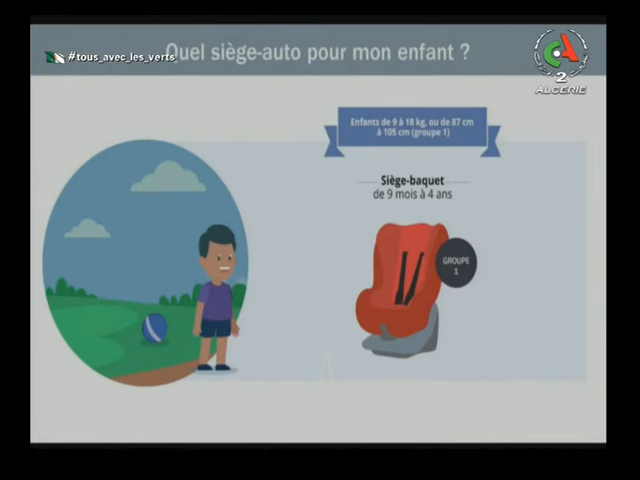 #tous_avec_les_verts
Quel siège-auto pour mon enfant ?
2
ALGERIE
Enfants de 9 à 18 kg, ou de 87 cm
à 105 cm (groupe 1)
Siège-baquet
de 9 mois à 4 ans
GROUPE
1